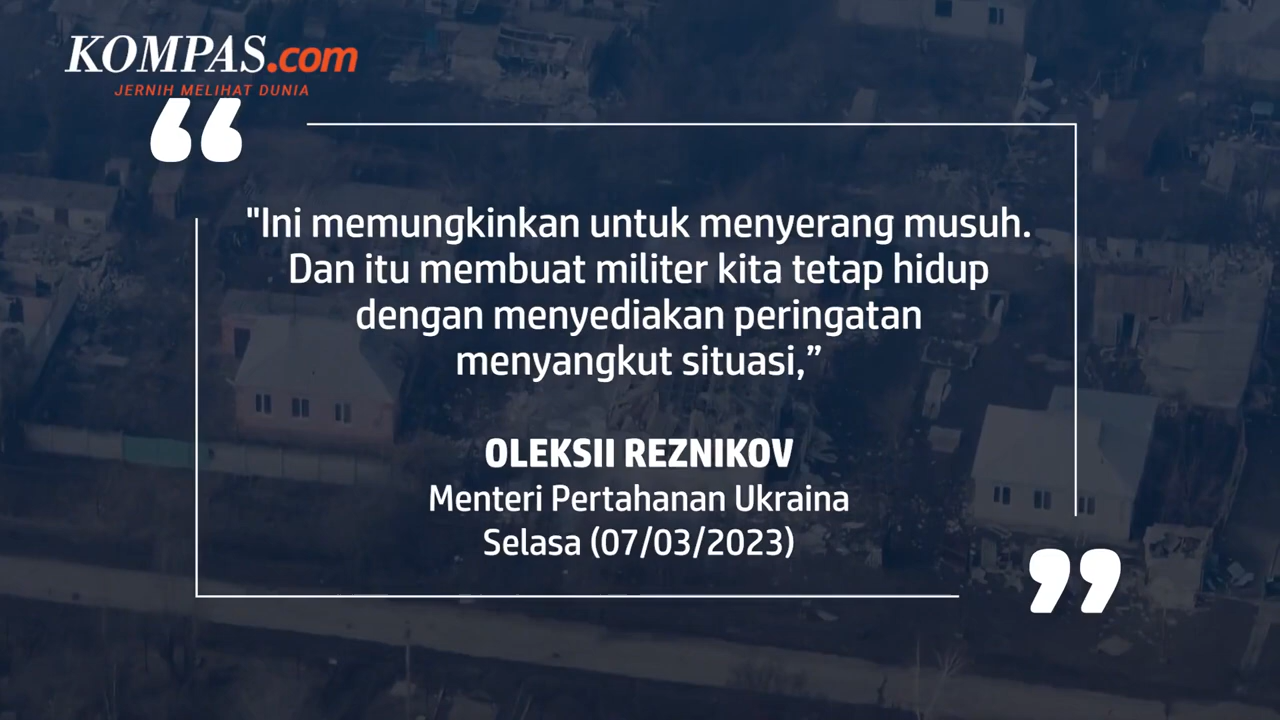 KOMPAS.com
JERNIH MELIHAT DUNIA
"Ini memungkinkan untuk menyerang musuh.
Dan itu membuat militer kita tetap hidup
dengan menyediakan peringatan
menyangkut situasi,”
OLEKSII REZNIKOV
Menteri Pertahanan Ukraina
Selasa (07/03/2023)